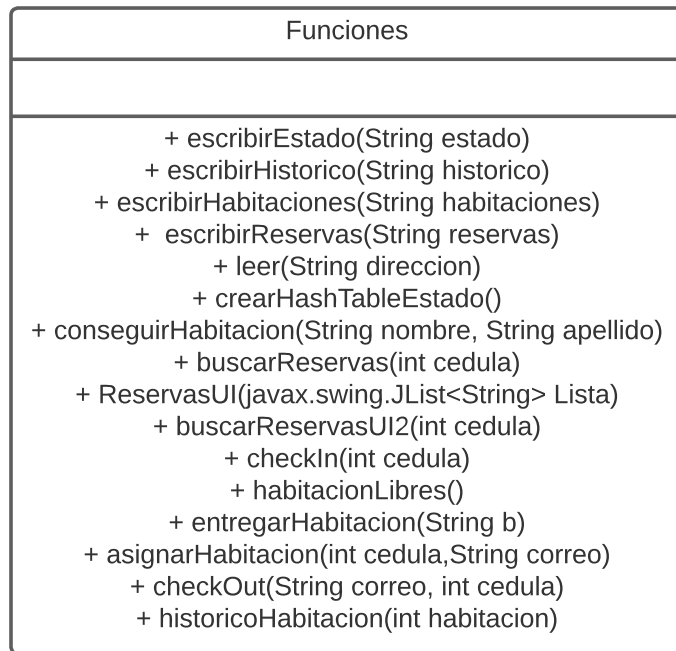 Funciones
+ escribirEstado(String estado)
+ escribirHistorico(String historico)
+ escribirHabitaciones(String habitaciones)
+  escribirReservas(String reservas)
+ leer(String direccion)
+ crearHashTableEstado()
+ conseguirHabitacion(String nombre, String apellido)
+ buscarReservas(int cedula)
+ ReservasUI(javax.swing.JList<String> Lista)
+ buscarReservasUI2(int cedula)
+ checkIn(int cedula)
+ habitacionLibres()
+ entregarHabitacion(String b)
+ asignarHabitacion(int cedula,String correo)
+ checkOut(String correo, int cedula)
+ historicoHabitacion(int habitacion)